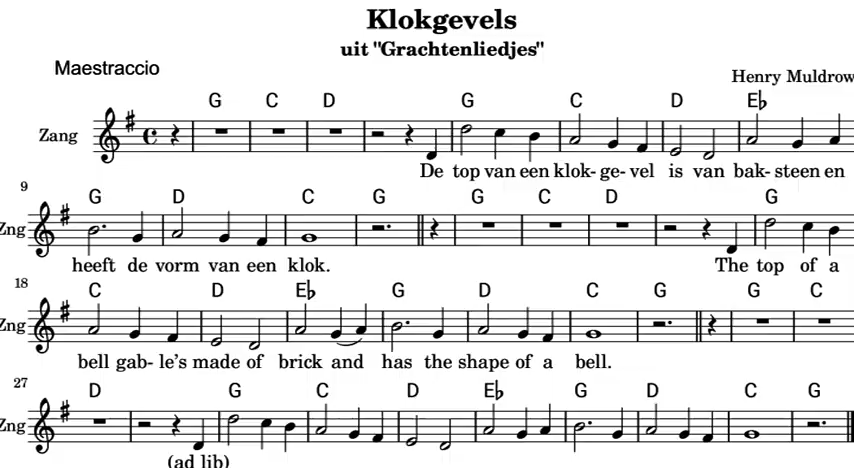 Klokgevels
uit "Grachtenliedjes"
Maestraccio
Henry Muldrow
G C D G C D E♭
Zang
De top van een klok- ge- vel is van bak- steen en
9
G D C G G C D G
Zng
heeft de vorm van een klok. The top of a
18
C D E♭ G D C G G C
Zng
bell gab- le's made of brick and has the shape of a bell.
27
D G C D E♭ G D C G
Zng
(ad lib)